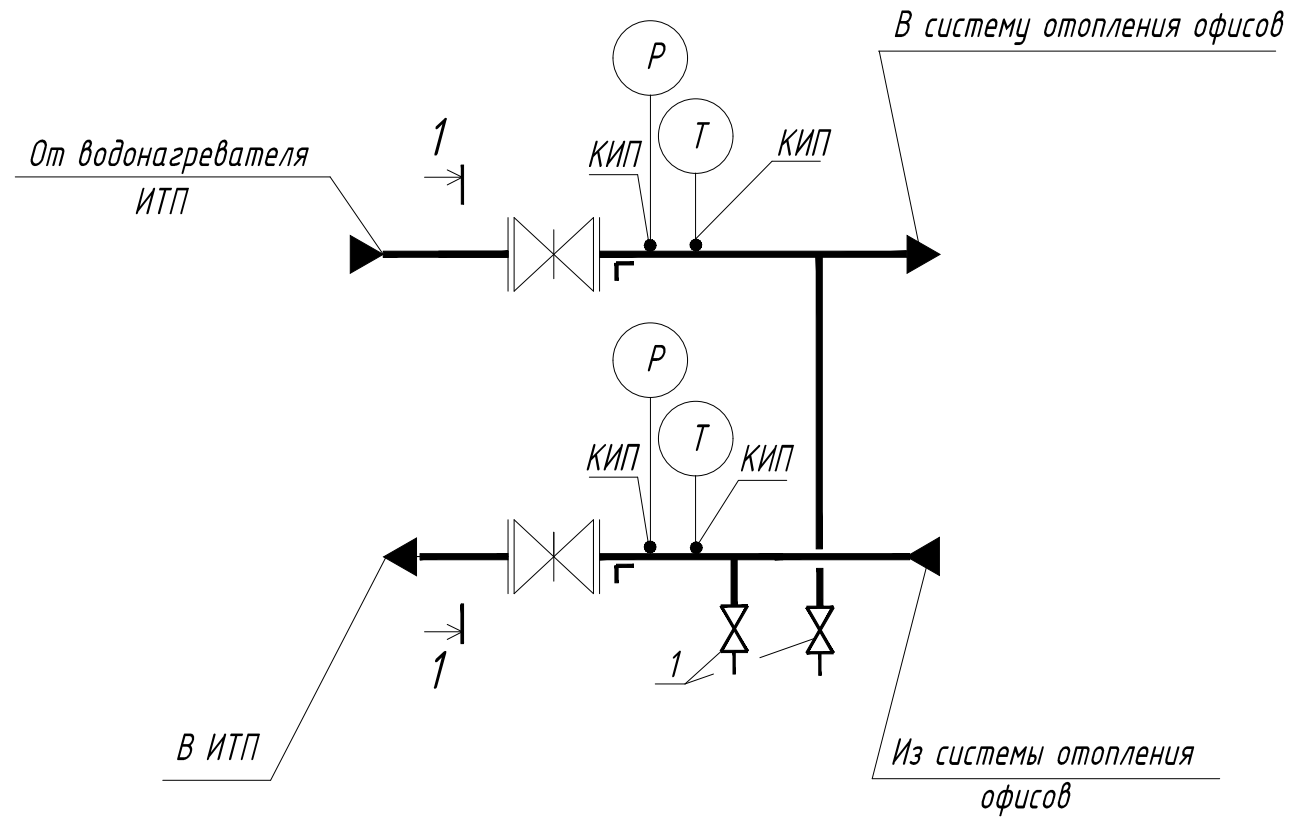 В систему отопления офисов
Р
Т
1
КИП
КИП
От водонагревателя
ИТП
Р
Т
КИП
КИП
1
1
В ИТП
Из системы отопления
офисов